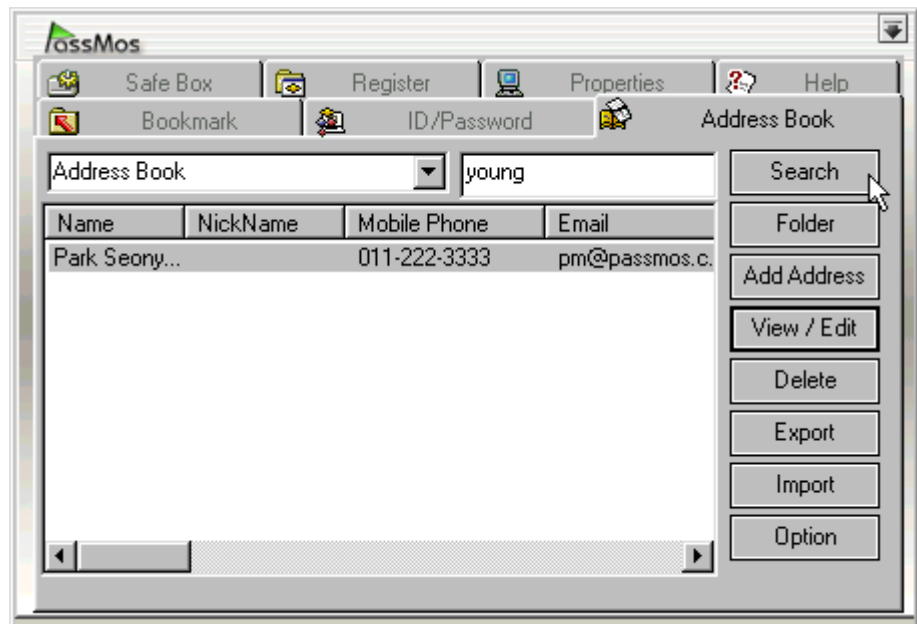 PassMos
Safe Box Register Properties Help
Bookmark ID/Password Address Book
Address Book young Search
Name NickName Mobile Phone Email Folder
Park Seony... 011-222-3333 pm@passmos.c.
Add Address
View / Edit
Delete
Export
Import
Option